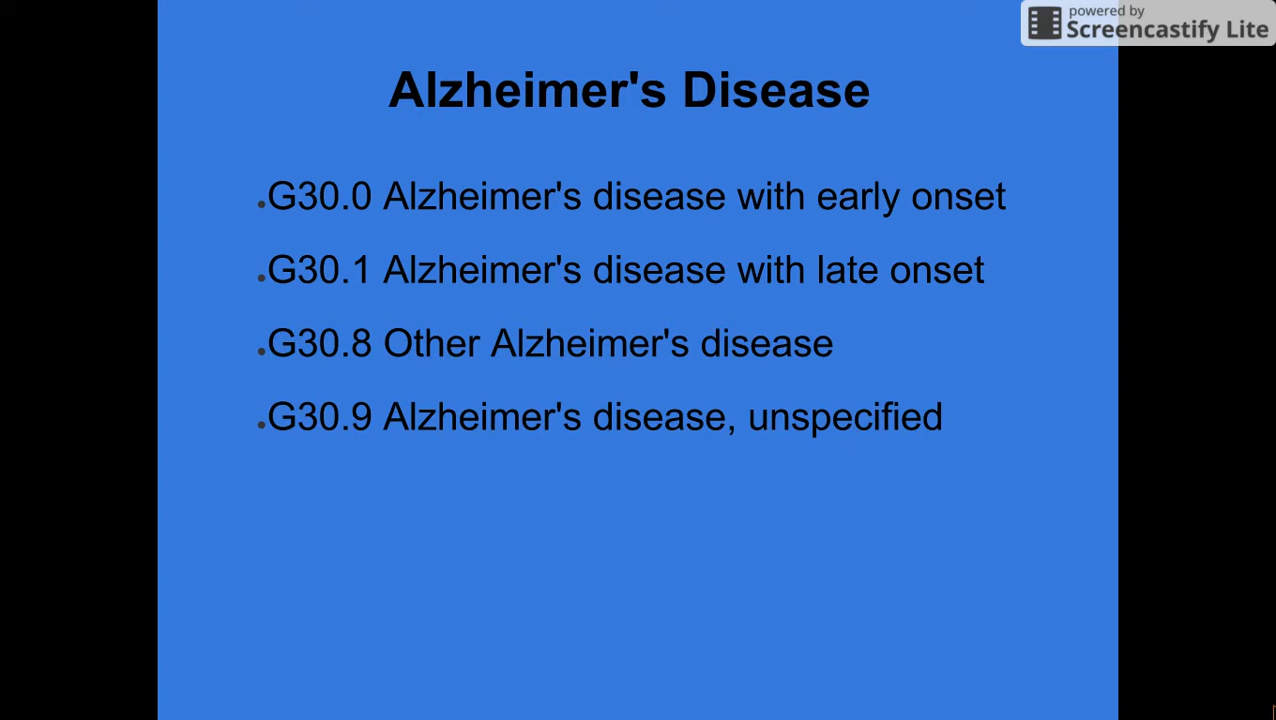 powered by
Screencastify Lite
Alzheimer's Disease
•G30.0 Alzheimer's disease with early onset
•G30.1 Alzheimer's disease with late onset
•G30.8 Other Alzheimer's disease
•G30.9 Alzheimer's disease, unspecified